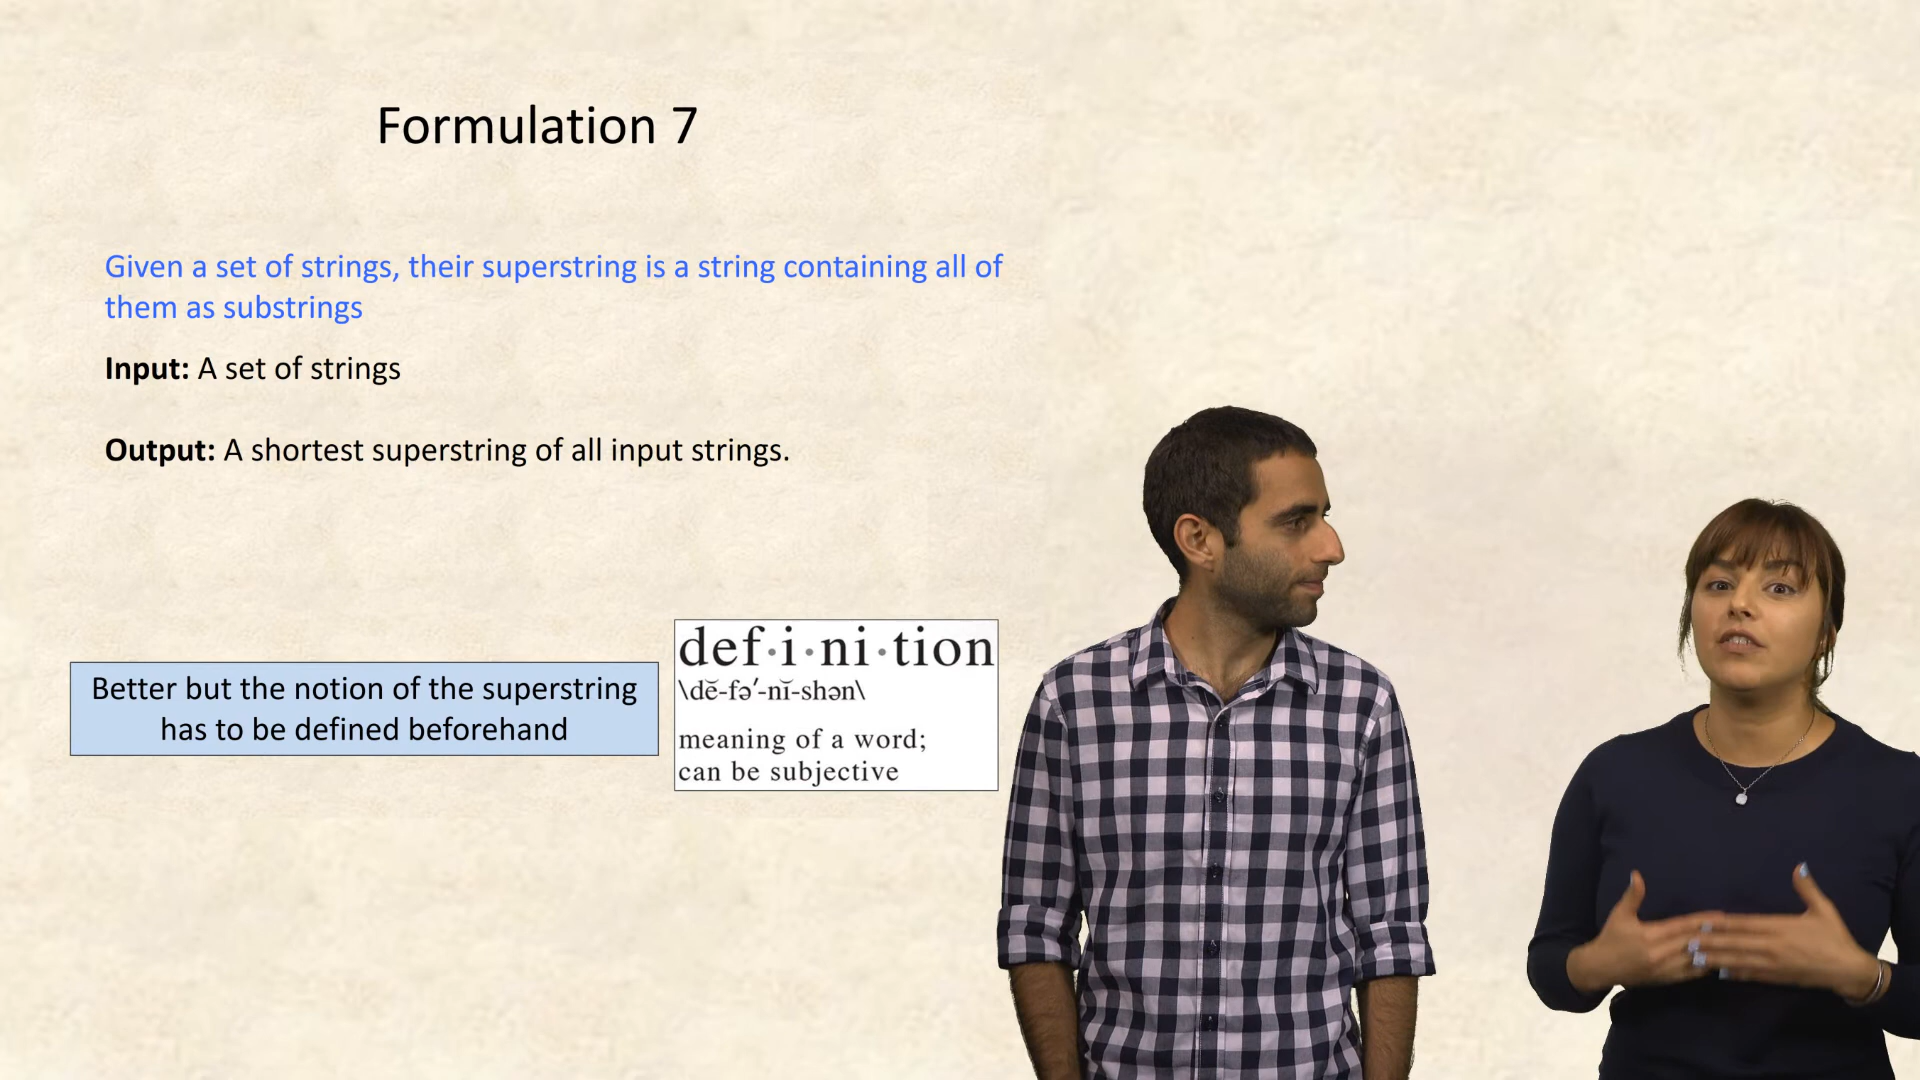 Formulation 7
Given a set of strings, their superstring is a string containing all of
them as substrings
Input: A set of strings
Output: A shortest superstring of all input strings.
Better but the notion of the superstring
has to be defined beforehand
def·i·ni·tion
\dĕ-fə′-nĭ-shən\
meaning of a word;
can be subjective